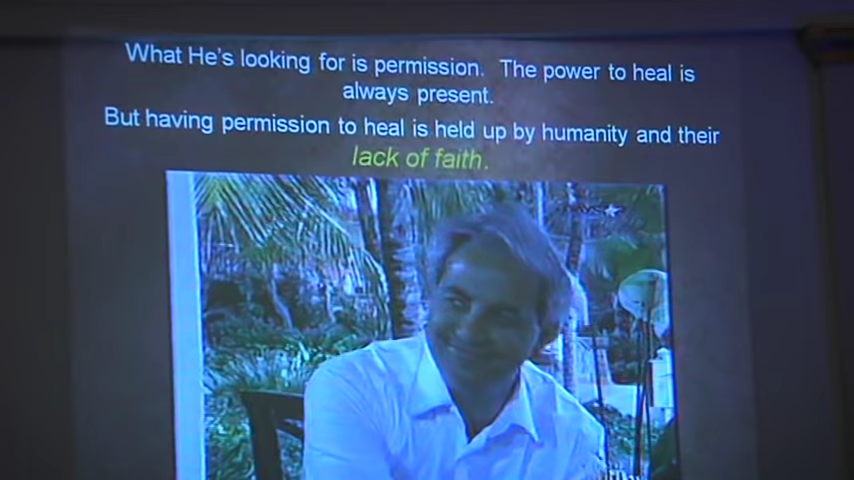 What He's looking for is permission. The power to heal is
always present.
But having permission to heal is held up by humanity and their
lack of faith.